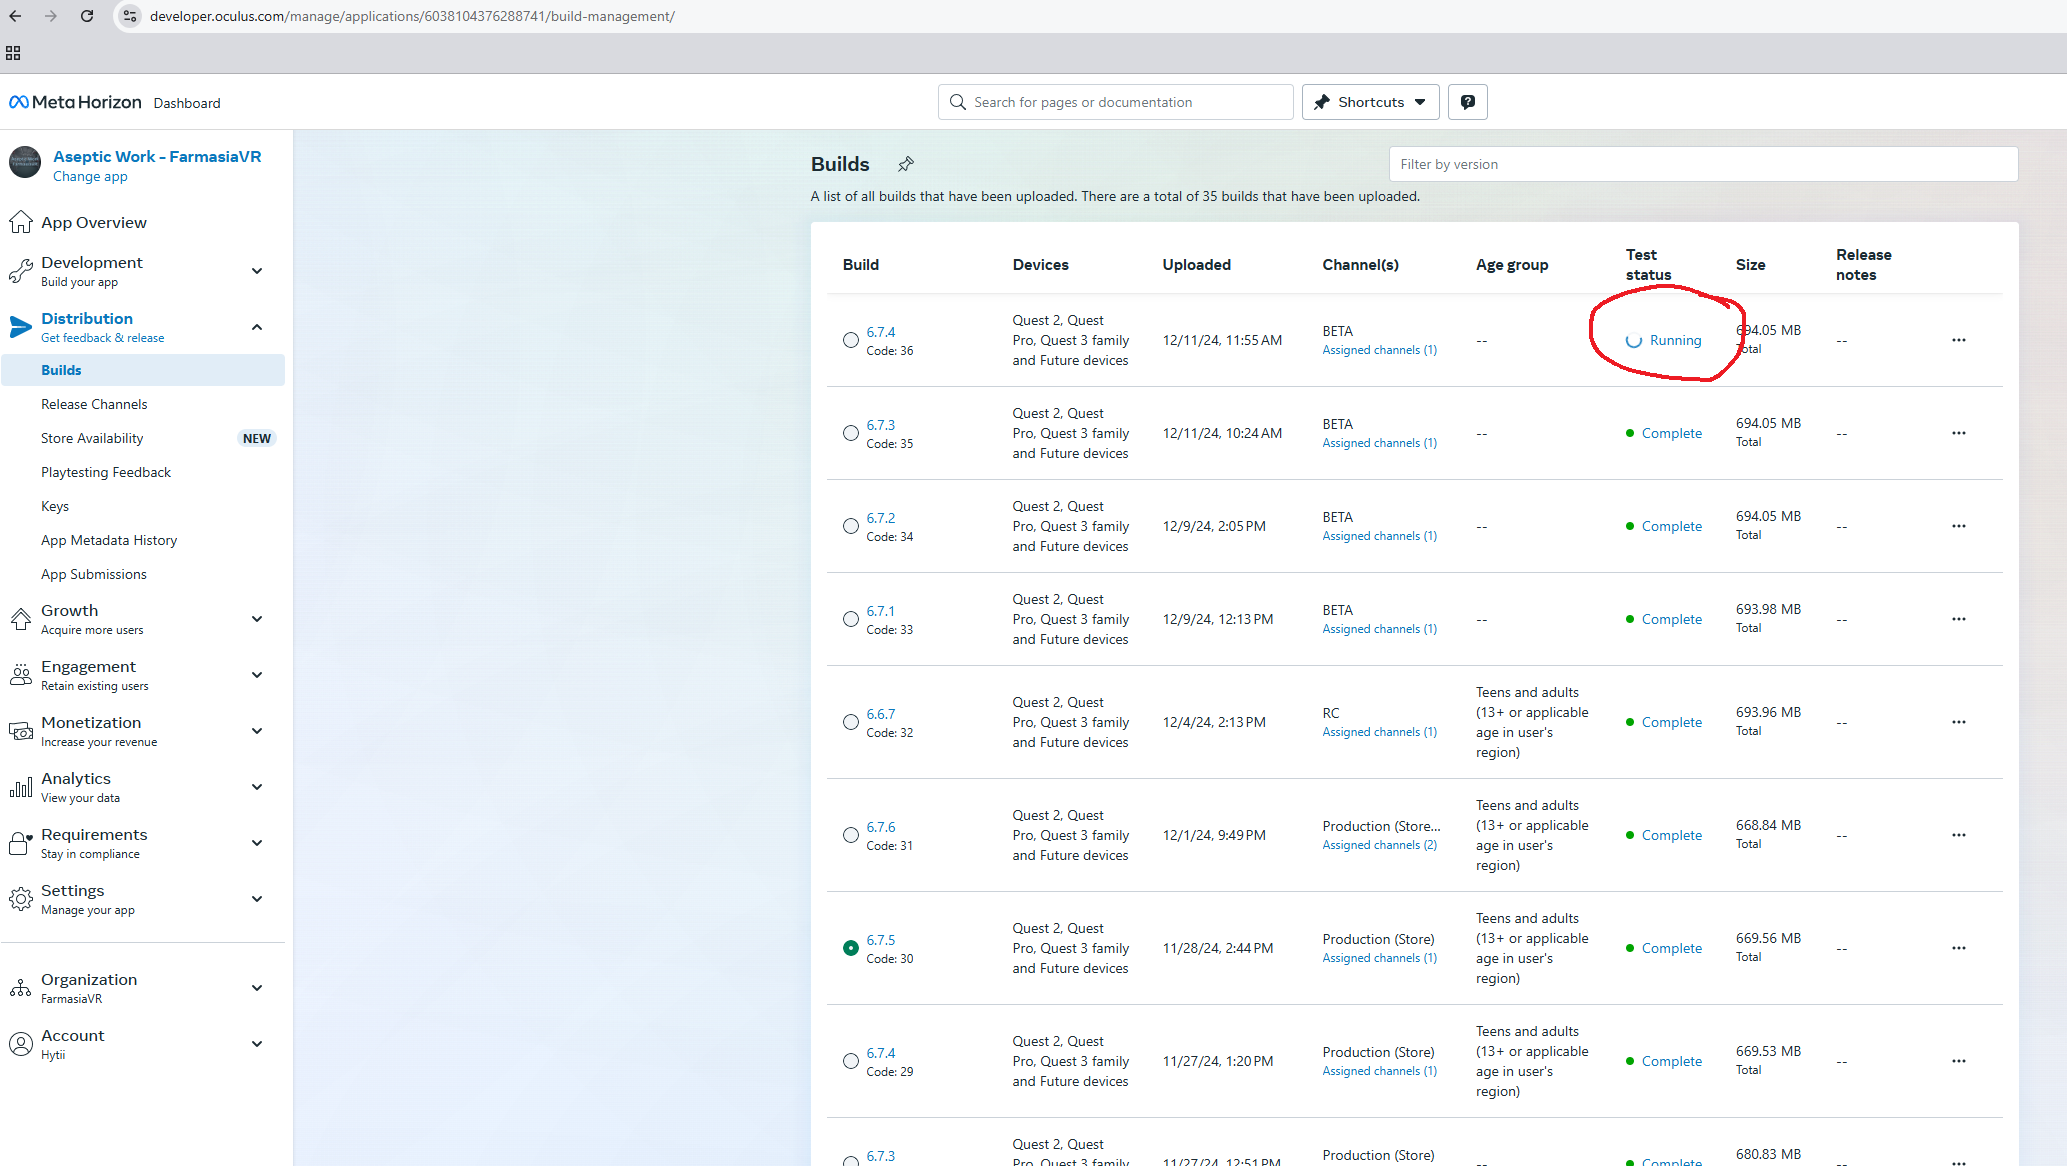 developer.oculus.com/manage/applications/6038104376288741/build-management/
Meta Horizon Dashboard
Search for pages or documentation
Shortcuts
Aseptic Work - FarmasiaVR
Change app
App Overview
Development
Build your app
Distribution
Get feedback & release
Builds
Release Channels
Store Availability NEW
Playtesting Feedback
Keys
App Metadata History
App Submissions
Growth
Acquire more users
Engagement
Retain existing users
Monetization
Increase your revenue
Analytics
View your data
Requirements
Stay in compliance
Settings
Manage your app
Organization
FarmasiaVR
Account
Hytii
Builds
Filter by version
A list of all builds that have been uploaded. There are a total of 35 builds that have been uploaded.
Build Devices Uploaded Channel(s) Age group Test status Size Release notes
6.7.4 Code: 36 Quest 2, Quest Pro, Quest 3 family and Future devices 12/11/24, 11:55 AM BETA Assigned channels (1) -- Running 694.05 MB Total --
6.7.3 Code: 35 Quest 2, Quest Pro, Quest 3 family and Future devices 12/11/24, 10:24 AM BETA Assigned channels (1) -- Complete 694.05 MB Total --
6.7.2 Code: 34 Quest 2, Quest Pro, Quest 3 family and Future devices 12/9/24, 2:05 PM BETA Assigned channels (1) -- Complete 694.05 MB Total --
6.7.1 Code: 33 Quest 2, Quest Pro, Quest 3 family and Future devices 12/9/24, 12:13 PM BETA Assigned channels (1) -- Complete 693.98 MB Total --
6.6.7 Code: 32 Quest 2, Quest Pro, Quest 3 family and Future devices 12/4/24, 2:13 PM RC Assigned channels (1) Teens and adults (13+ or applicable age in user's region) Complete 693.96 MB Total --
6.7.6 Code: 31 Quest 2, Quest Pro, Quest 3 family and Future devices 12/1/24, 9:49 PM Production (Store... Assigned channels (2) Teens and adults (13+ or applicable age in user's region) Complete 668.84 MB Total --
6.7.5 Code: 30 Quest 2, Quest Pro, Quest 3 family and Future devices 11/28/24, 2:44 PM Production (Store) Assigned channels (1) Teens and adults (13+ or applicable age in user's region) Complete 669.56 MB Total --
6.7.4 Code: 29 Quest 2, Quest Pro, Quest 3 family and Future devices 11/27/24, 1:20 PM Production (Store) Assigned channels (1) Teens and adults (13+ or applicable age in user's region) Complete 669.53 MB Total --
6.7.3 Quest 2, Quest Pro, Quest 3 family 11/27/24, 12:51 PM Production (Store) -- Complete 680.83 MB --